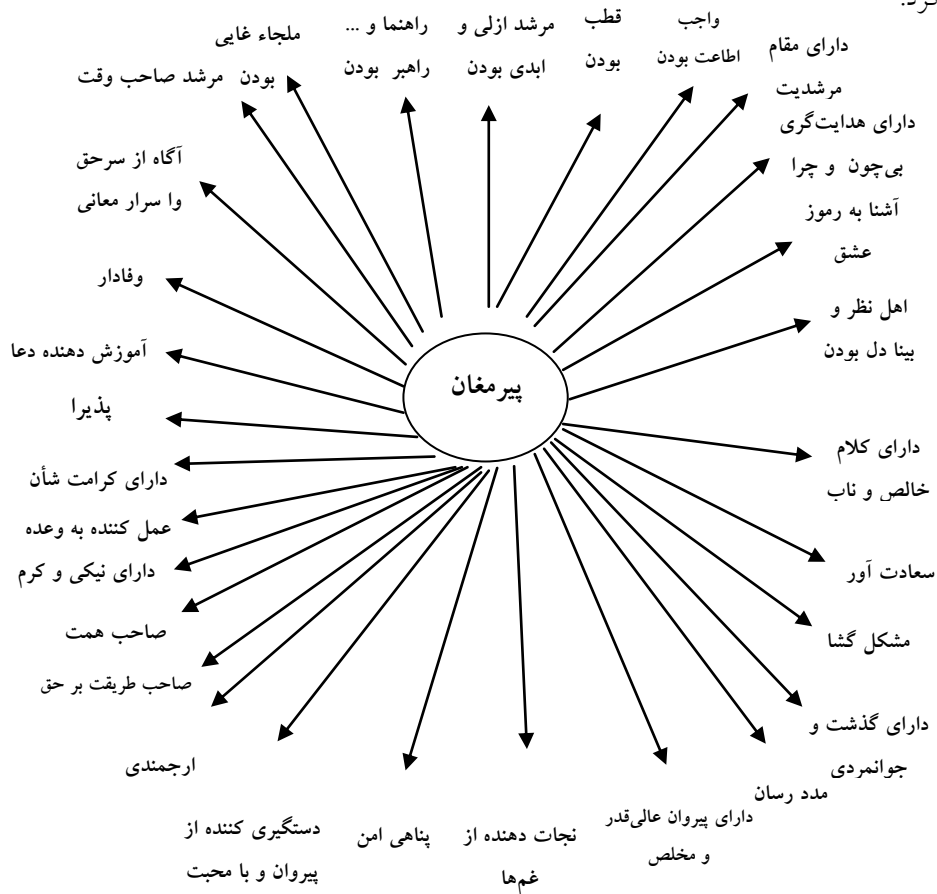 کرد:
قطب
بودن
واجب
اطاعت بودن
دارای مقام
مرشدیت
دارای هدایت‌گری
بی‌چون و چرا
آشنا به رموز
عشق
اهل نظر و
بینا دل بودن
دارای کلام
خالص و ناب
سعادت آور
مشکل گشا
دارای گذشت و
جوانمردی
مدد رسان
دارای پیروان عالی‌قدر
و مخلص
نجات دهنده از
غم‌ها
پناهی امن
دستگیری کننده از
پیروان و با محبت
ارجمندی
صاحب طریقت بر حق
صاحب همت
دارای نیکی و کرم
عمل کننده به وعده
دارای کرامت شأن
پذیرا
آموزش دهنده دعا
وفادار
آگاه از سرحق
وا سرار معانی
مرشد صاحب وقت
ملجاء غایی
بودن
راهنما و ...
راهبر بودن
مرشد ازلی و
ابدی بودن
پیرمغان